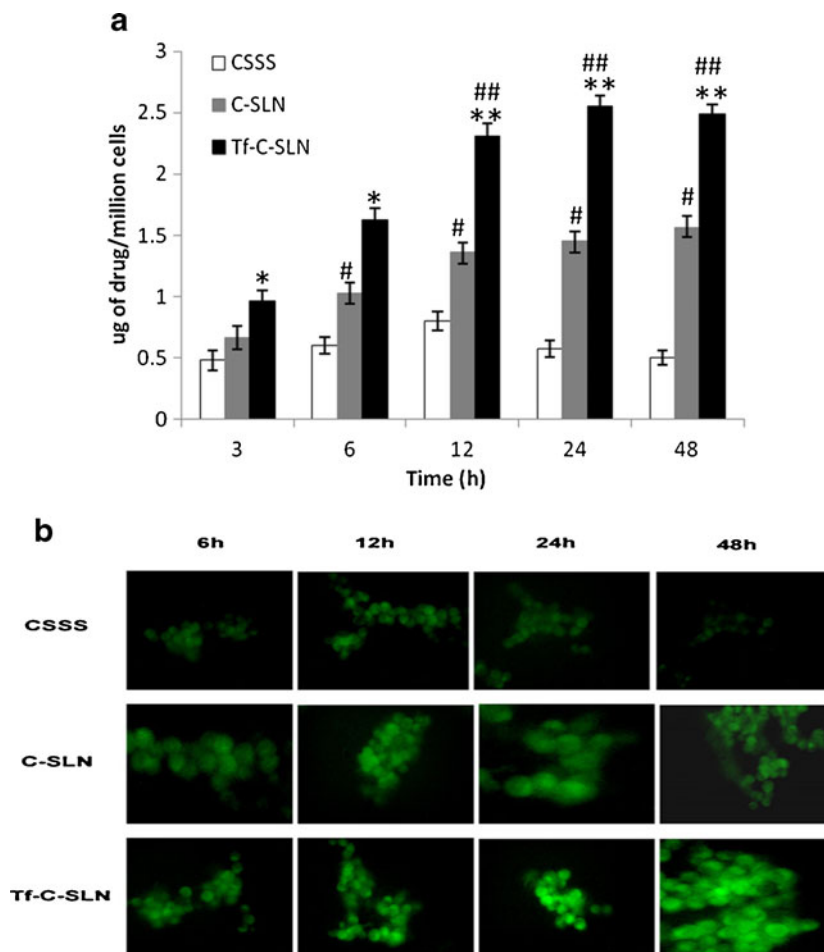 a
3
2.5
2
1.5
1
0.5
0
ug of drug/million cells
CSSS
C-SLN
Tf-C-SLN
*
#
*
#
##
**
#
##
**
#
##
**
3 6 12 24 48
Time (h)
b
6h 12h 24h 48h
CSSS
C-SLN
Tf-C-SLN